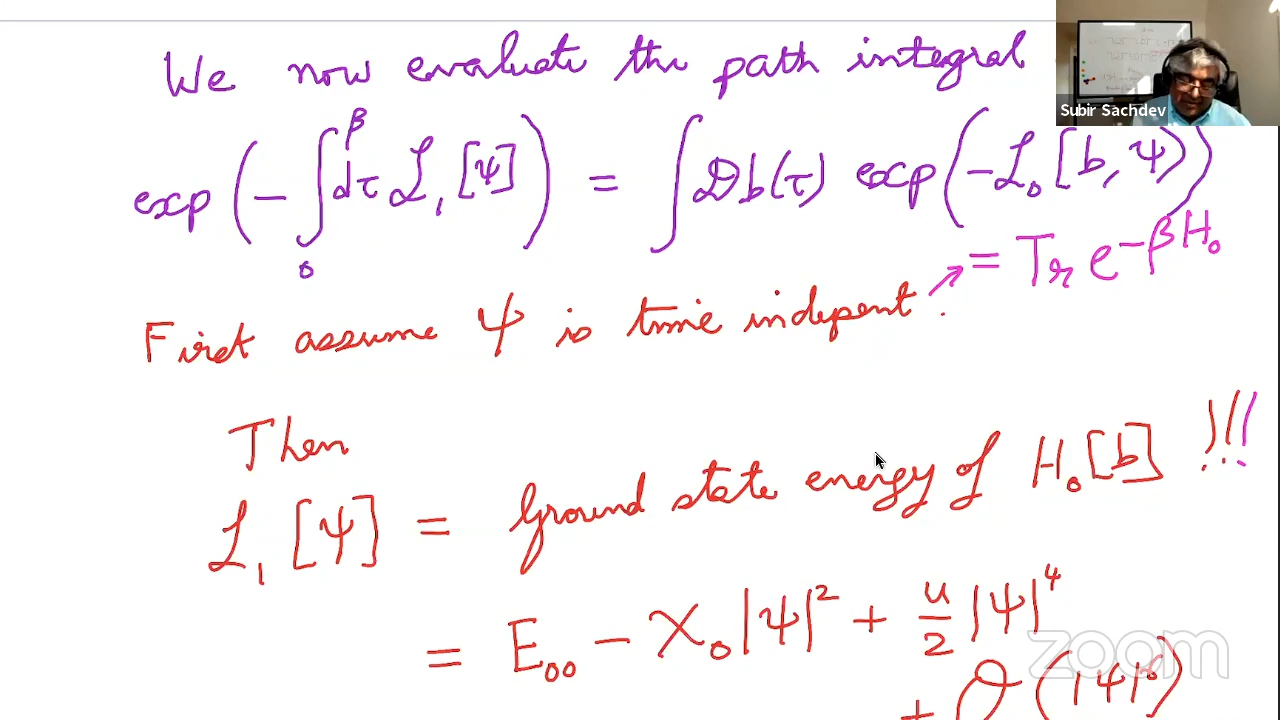 We now evaluate the path integral
Subir Sachdev
exp(-∫₀^β dτ ℒ₁[ψ]) = ∫𝒟b(τ) exp(-ℒ₀[b, ψ])
= Tr e^{-βH₀}
First assume ψ is time indepent.
Then
ℒ₁[ψ] = Ground state energy of H₀[b] !!!
= E₀₀ - χ₀|ψ|² + u/2 |ψ|⁴
+ 𝒪(|ψ|⁶)
zoom